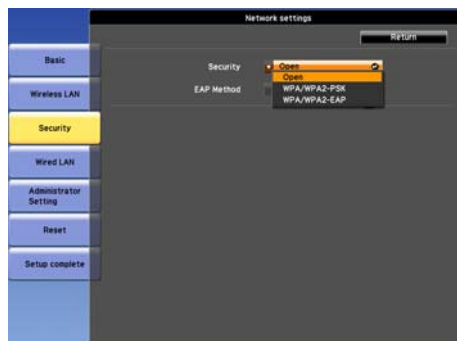 Network settings
Return
Basic
Wireless LAN
Security
Wired LAN
Administrator
Setting
Reset
Setup complete
Security
Open
Open
WPA/WPA2-PSK
WPA/WPA2-EAP
EAP Method